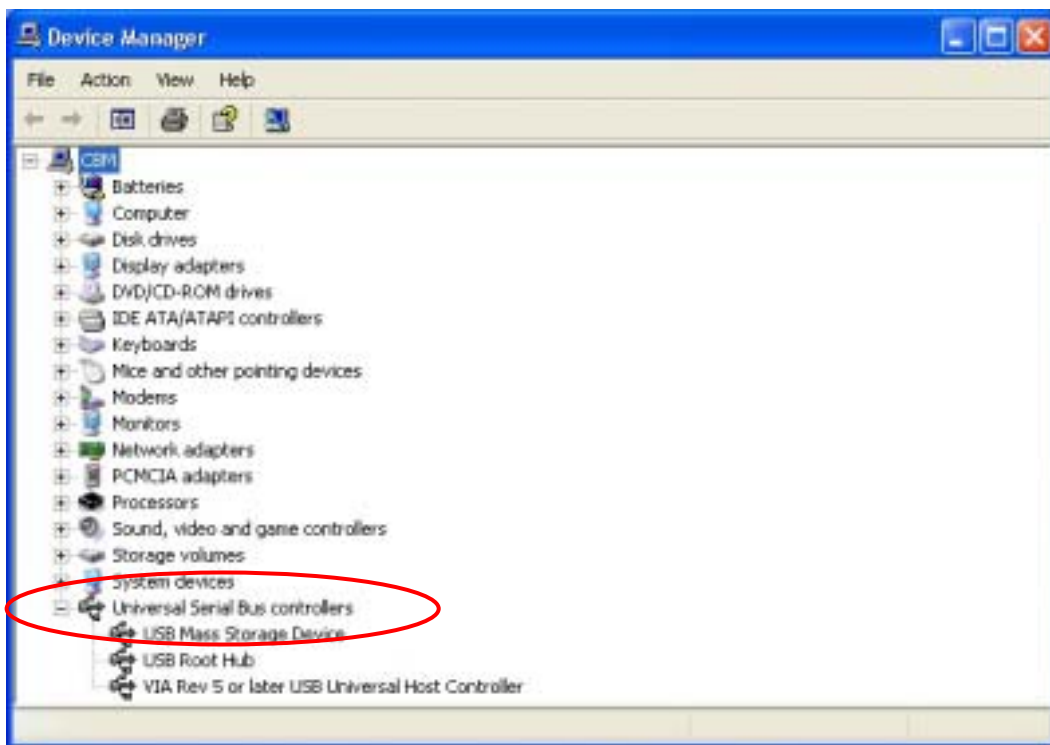 Device Manager
File Action View Help
CBM
Batteries
Computer
Disk drives
Display adapters
DVD/CD-ROM drives
IDE ATA/ATAPI controllers
Keyboards
Mice and other pointing devices
Modems
Monitors
Network adapters
PCMCIA adapters
Processors
Sound, video and game controllers
Storage volumes
System devices
Universal Serial Bus controllers
USB Mass Storage Device
USB Root Hub
VIA Rev 5 or later USB Universal Host Controller